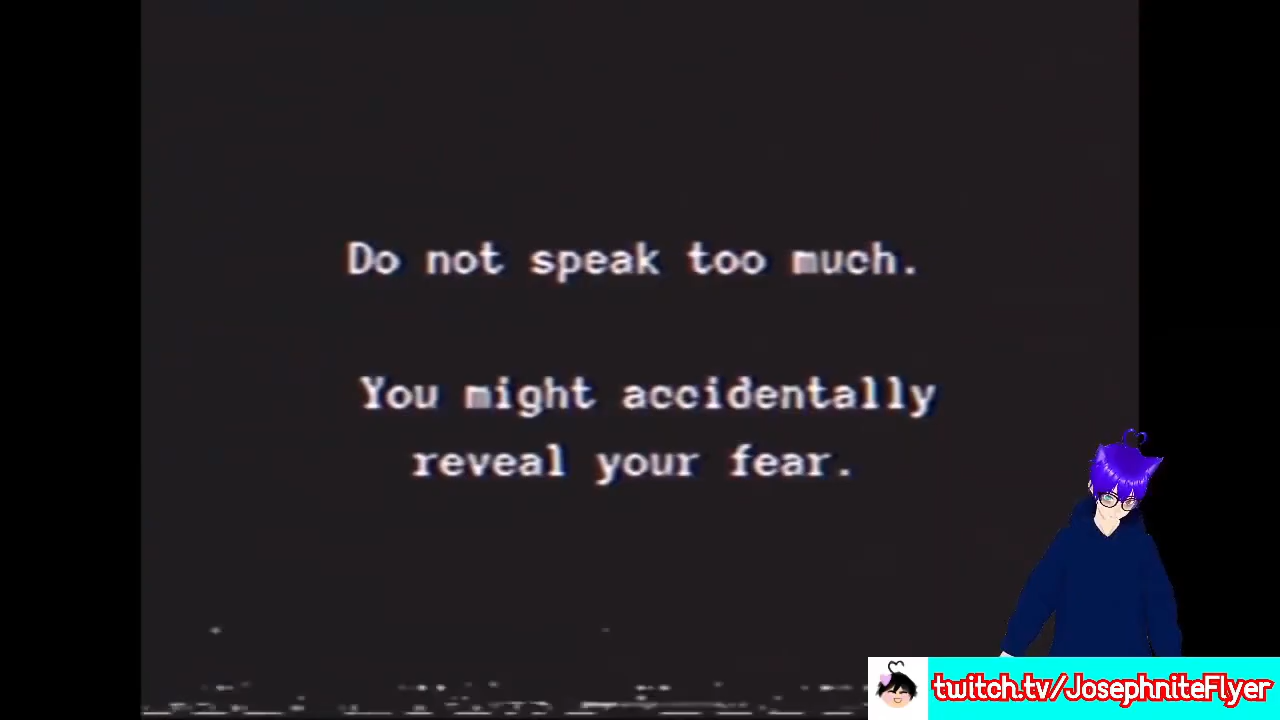 Do not speak too much.
You might accidentally
reveal your fear.
twitch.tv/JosephniteFlyer